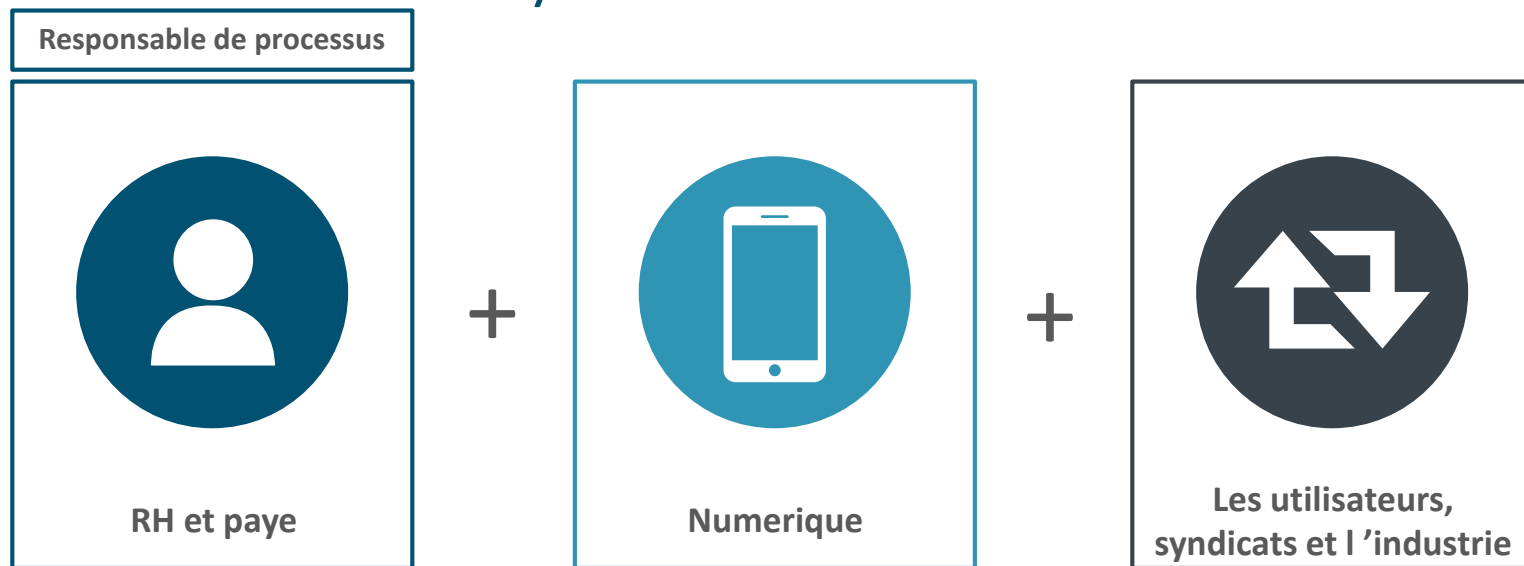 Responsable de processus
RH et paye
+
Numerique
+
Les utilisateurs,
syndicats et l ’industrie